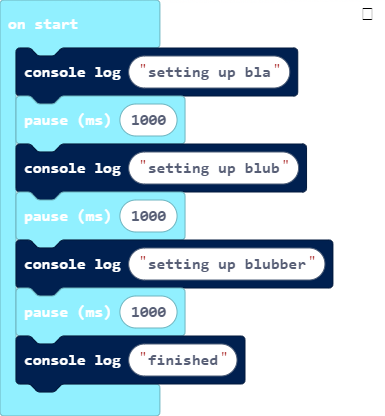 on start
console log "setting up bla"
pause (ms) 1000
console log "setting up blub"
pause (ms) 1000
console log "setting up blubber"
pause (ms) 1000
console log "finished"